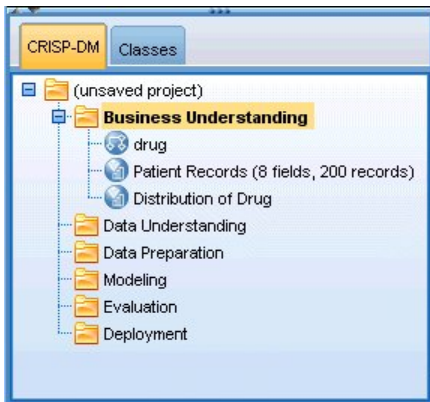 CRISP-DM Classes
(unsaved project)
Business Understanding
drug
Patient Records (8 fields, 200 records)
Distribution of Drug
Data Understanding
Data Preparation
Modeling
Evaluation
Deployment